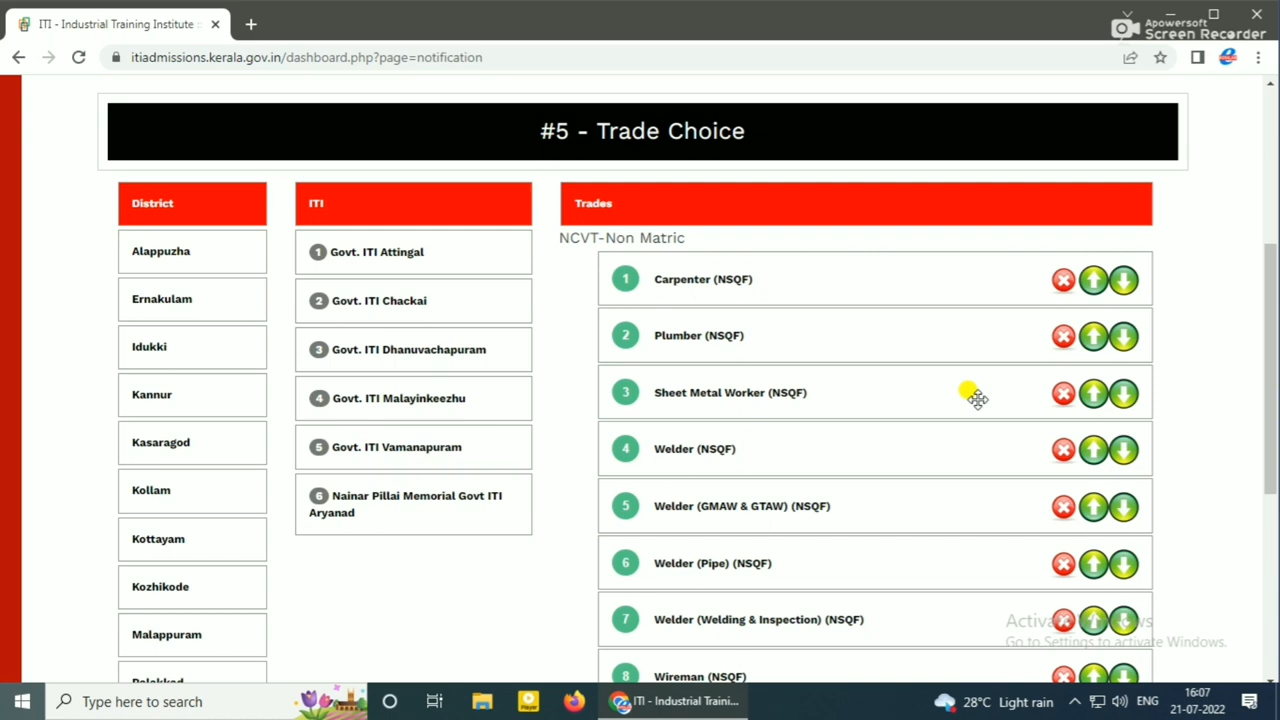 ITI - Industrial Training Institute ::
Apowersoft
Screen Recorder
itiadmissions.kerala.gov.in/dashboard.php?page=notification
#5 - Trade Choice
District
ITI
Trades
NCVT-Non Matric
Alappuzha
Ernakulam
Idukki
Kannur
Kasaragod
Kollam
Kottayam
Kozhikode
Malappuram
Palakkad
1 Govt. ITI Attingal
2 Govt. ITI Chackai
3 Govt. ITI Dhanuvachapuram
4 Govt. ITI Malayinkeezhu
5 Govt. ITI Vamanapuram
6 Nainar Pillai Memorial Govt ITI
Aryanad
1 Carpenter (NSQF)
2 Plumber (NSQF)
3 Sheet Metal Worker (NSQF)
4 Welder (NSQF)
5 Welder (GMAW & GTAW) (NSQF)
6 Welder (Pipe) (NSQF)
7 Welder (Welding & Inspection) (NSQF)
8 Wireman (NSQF)
Activate Windows
Go to Settings to activate Windows.
Type here to search
Player
ITI - Industrial Traini...
28°C Light rain
ENG
16:07
21-07-2022